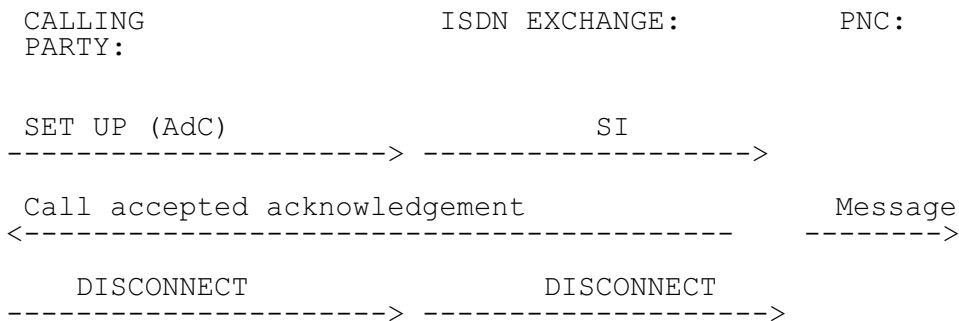 CALLING ISDN EXCHANGE: PNC:
PARTY:
SET UP (AdC) SI
----------------------> ------------------->
Call accepted acknowledgement Message
<----------------------------------------- -------->
DISCONNECT DISCONNECT
----------------------> -------------------->